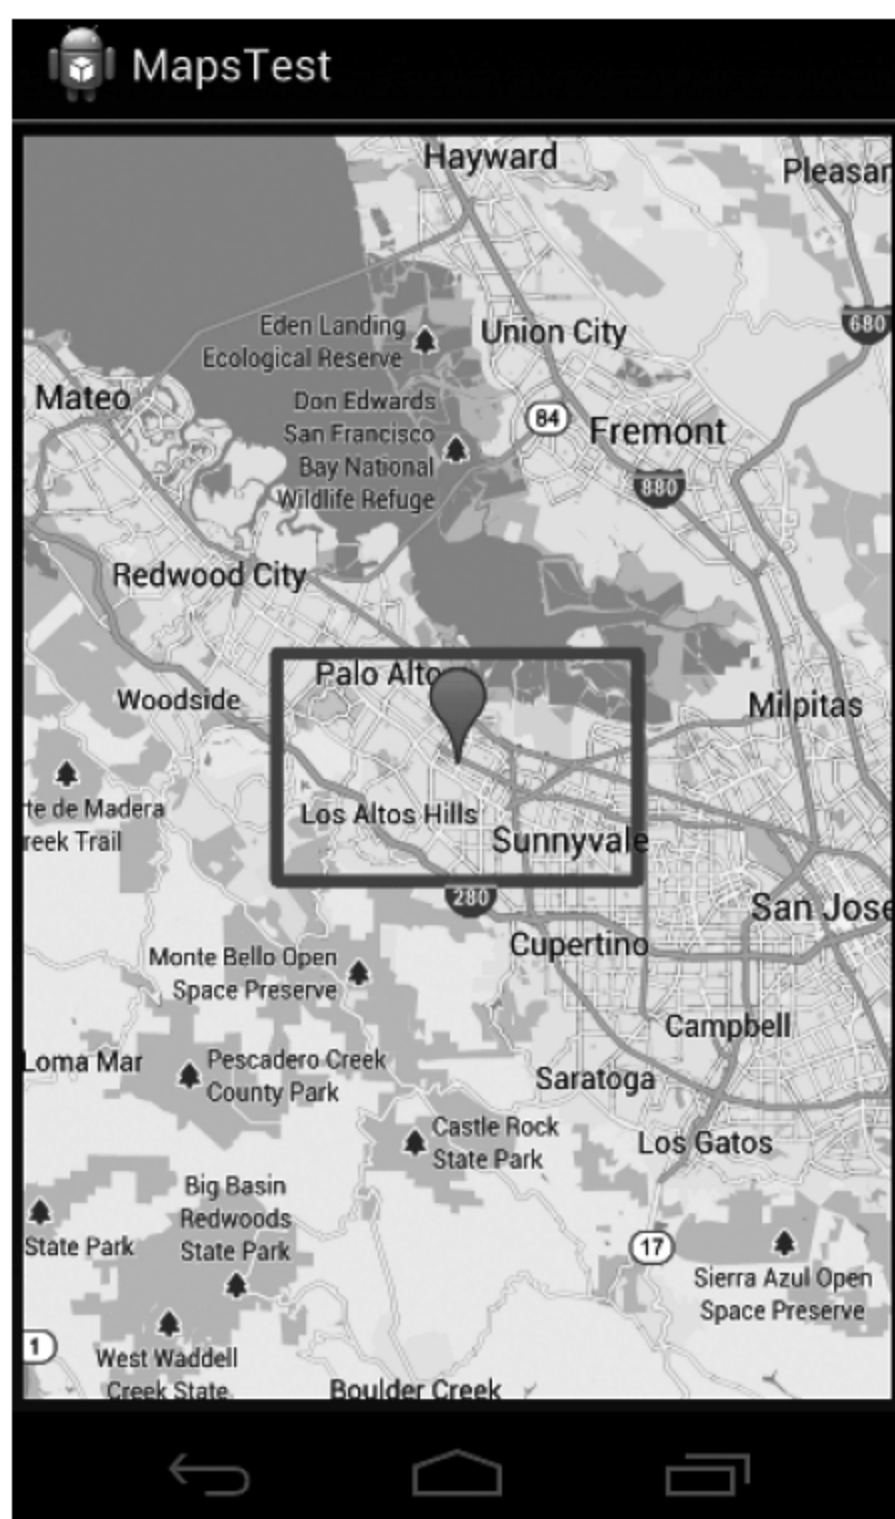 MapsTest
Hayward
Pleasan
680
Eden Landing
Ecological Reserve
Union City
Mateo
Don Edwards
San Francisco
Bay National
Wildlife Refuge
84
Fremont
880
Redwood City
Palo Alto
Woodside
Milpitas
rte de Madera
reek Trail
Los Altos Hills
Sunnyvale
280
San Jose
Cupertino
Monte Bello Open
Space Preserve
Campbell
Loma Mar
Pescadero Creek
County Park
Saratoga
Castle Rock
State Park
Los Gatos
Big Basin
Redwoods
State Park
State Park
17
Sierra Azul Open
Space Preserve
1
West Waddell
Creek State
Boulder Creek